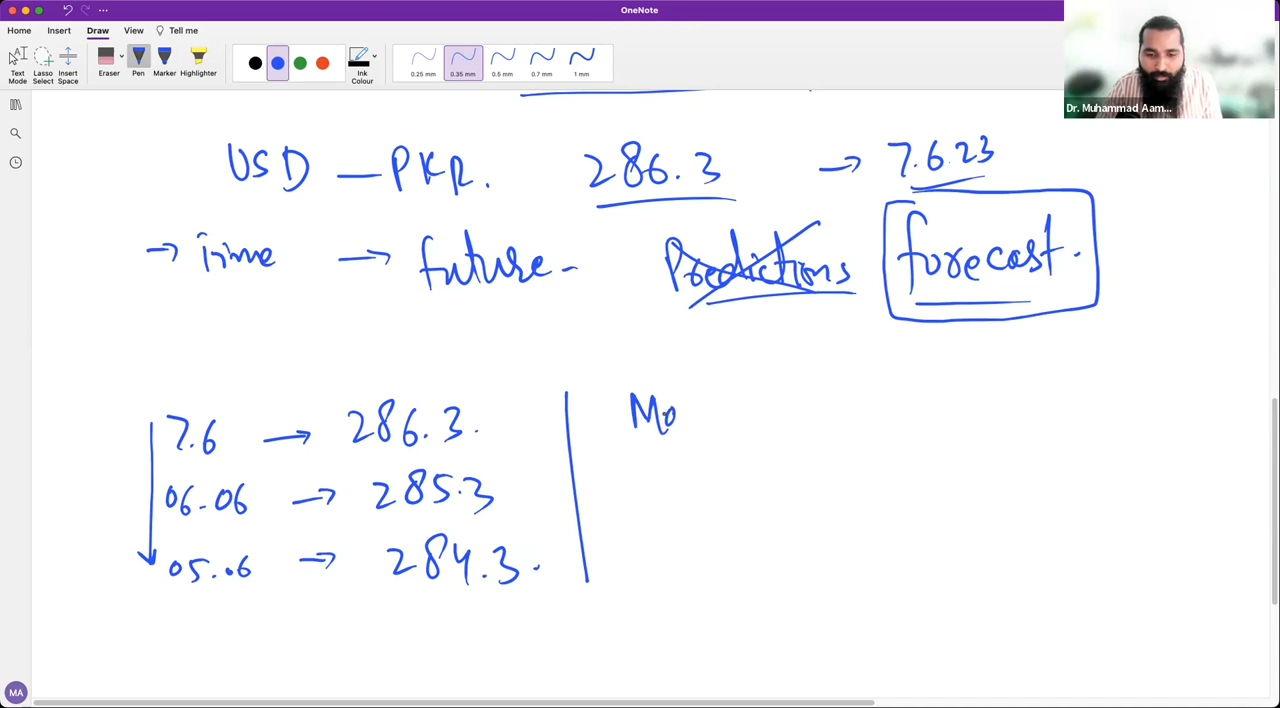 OneNote
Home Insert Draw View Tell me
Text Mode
Lasso Select
Insert Space
Eraser
Pen
Marker
Highlighter
Ink Colour
0.25 mm
0.35 mm
0.5 mm
0.7 mm
1 mm
Dr. Muhammad Aam...
USD — PKR. 286.3 → 7.6.23
→ Time → future - Predictions forecast.
7.6 → 286.3.
Mo
06-06 → 285.3
05.06 → 284.3.
MA